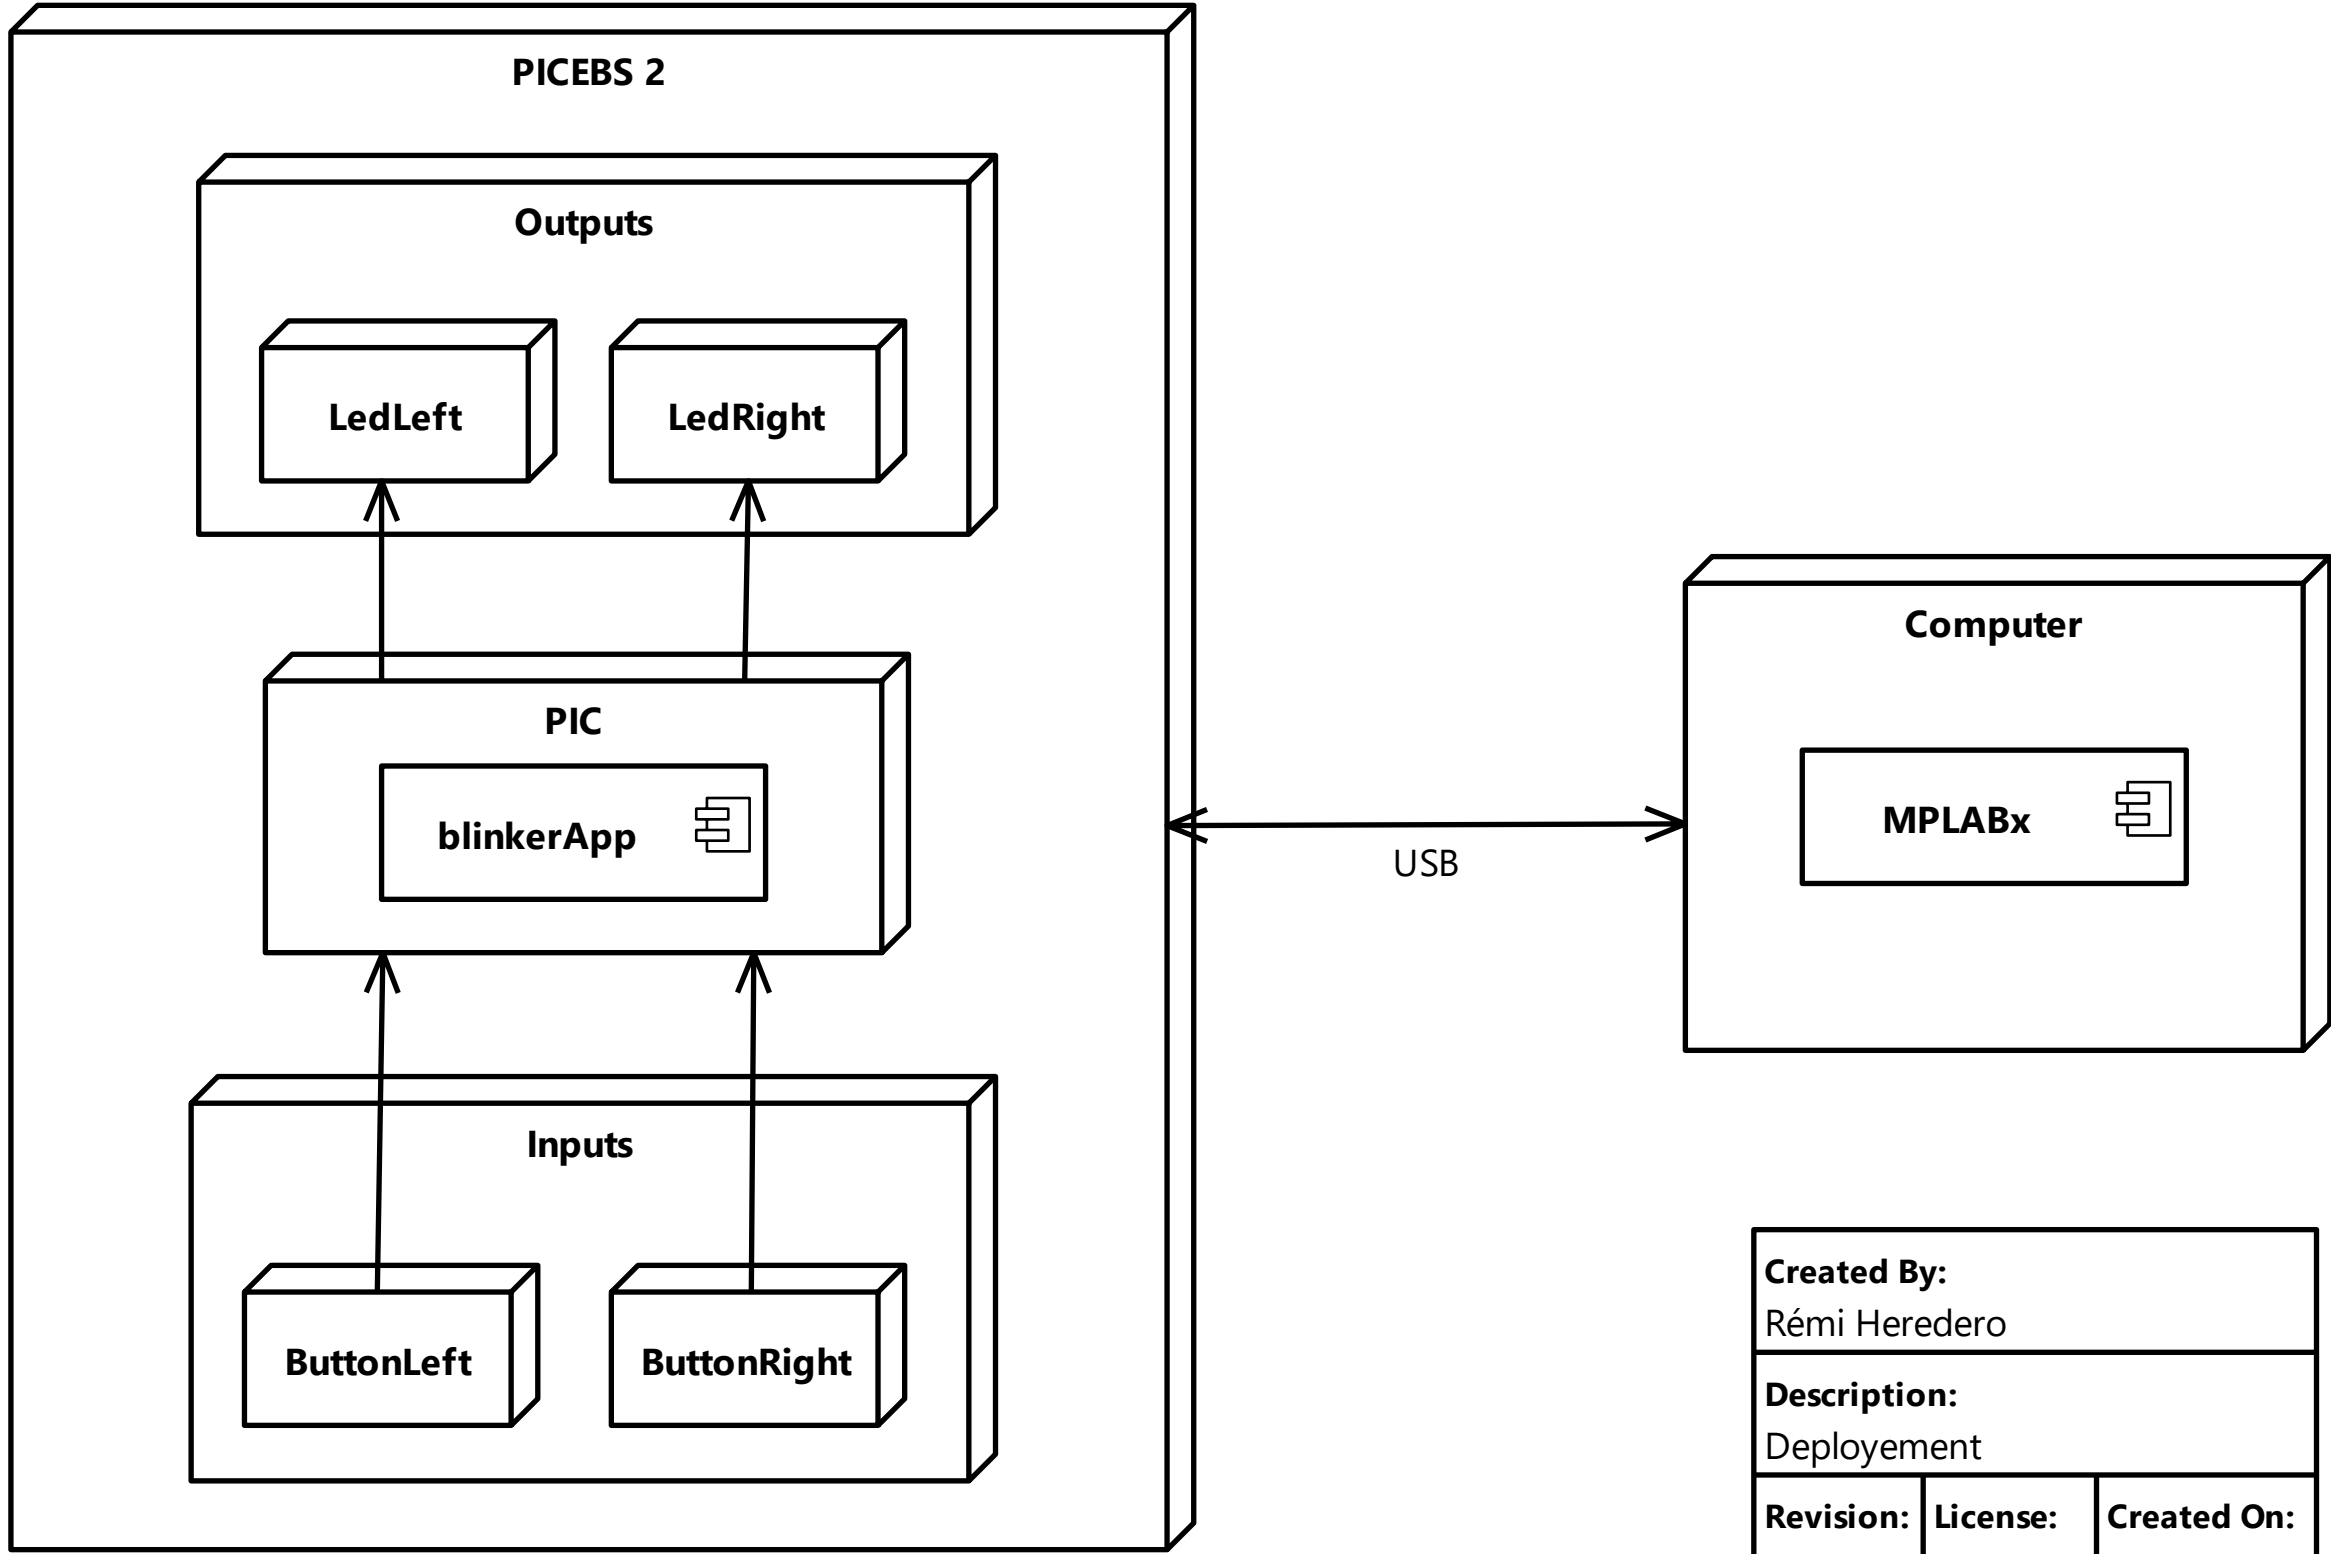 PICEBS 2
Outputs
LedLeft
LedRight
PIC
blinkerApp
Inputs
ButtonLeft
ButtonRight
USB
Computer
MPLABx
Created By:
Rémi Heredero
Description:
Deployement
Revision: License: Created On: